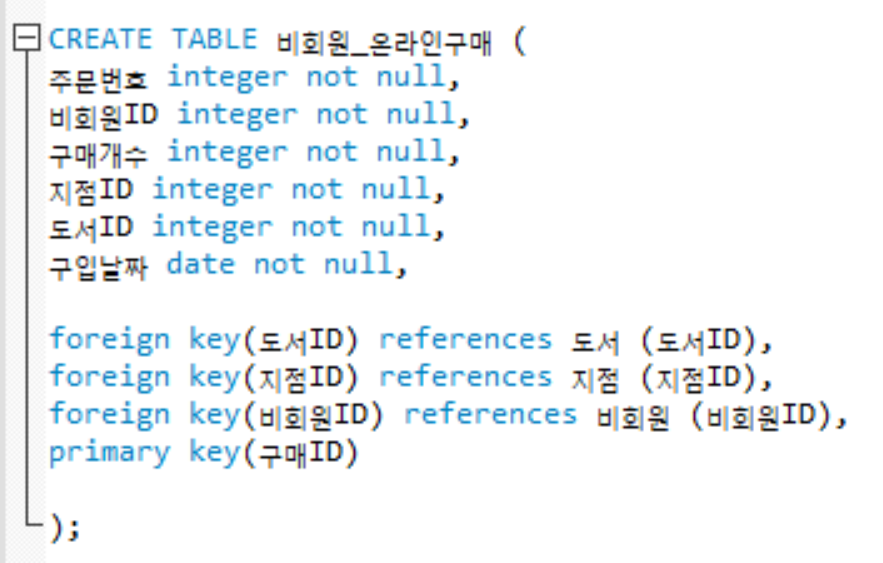 CREATE TABLE 비회원_온라인구매 (
주문번호 integer not null,
비회원ID integer not null,
구매개수 integer not null,
지점ID integer not null,
도서ID integer not null,
구입날짜 date not null,
foreign key(도서ID) references 도서 (도서ID),
foreign key(지점ID) references 지점 (지점ID),
foreign key(비회원ID) references 비회원 (비회원ID),
primary key(구매ID)
);